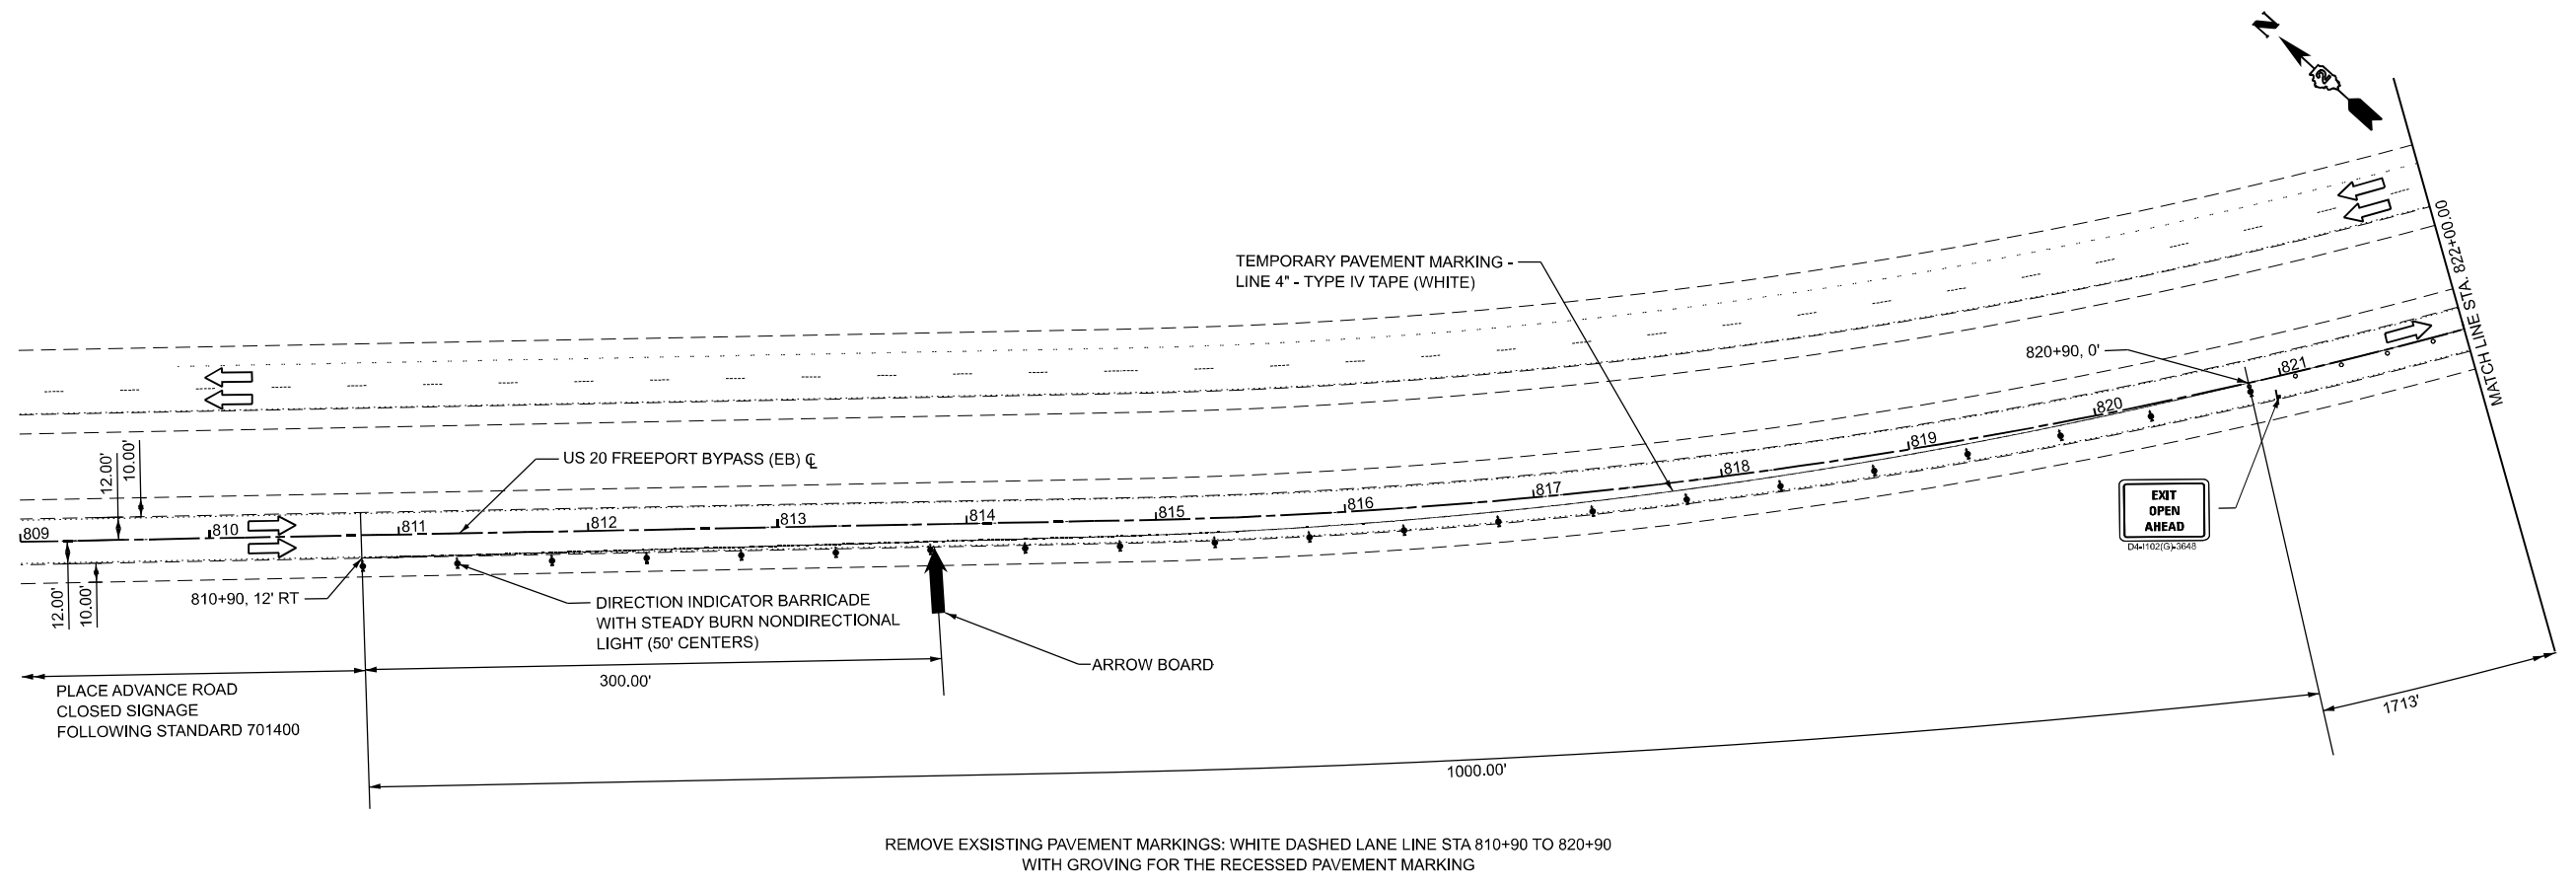 N
2
MATCH LINE STA. 822+00.00
TEMPORARY PAVEMENT MARKING -
LINE 4" - TYPE IV TAPE (WHITE)
820+90, 0'
US 20 FREEPORT BYPASS (EB) ℄
12.00'
10.00'
809
810
811
812
813
814
815
816
817
818
819
820
821
EXIT
OPEN
AHEAD
D4-I102(G)-3648
12.00'
10.00'
810+90, 12' RT
DIRECTION INDICATOR BARRICADE
WITH STEADY BURN NONDIRECTIONAL
LIGHT (50' CENTERS)
ARROW BOARD
300.00'
PLACE ADVANCE ROAD
CLOSED SIGNAGE
FOLLOWING STANDARD 701400
1713'
1000.00'
REMOVE EXSISTING PAVEMENT MARKINGS: WHITE DASHED LANE LINE STA 810+90 TO 820+90
WITH GROVING FOR THE RECESSED PAVEMENT MARKING